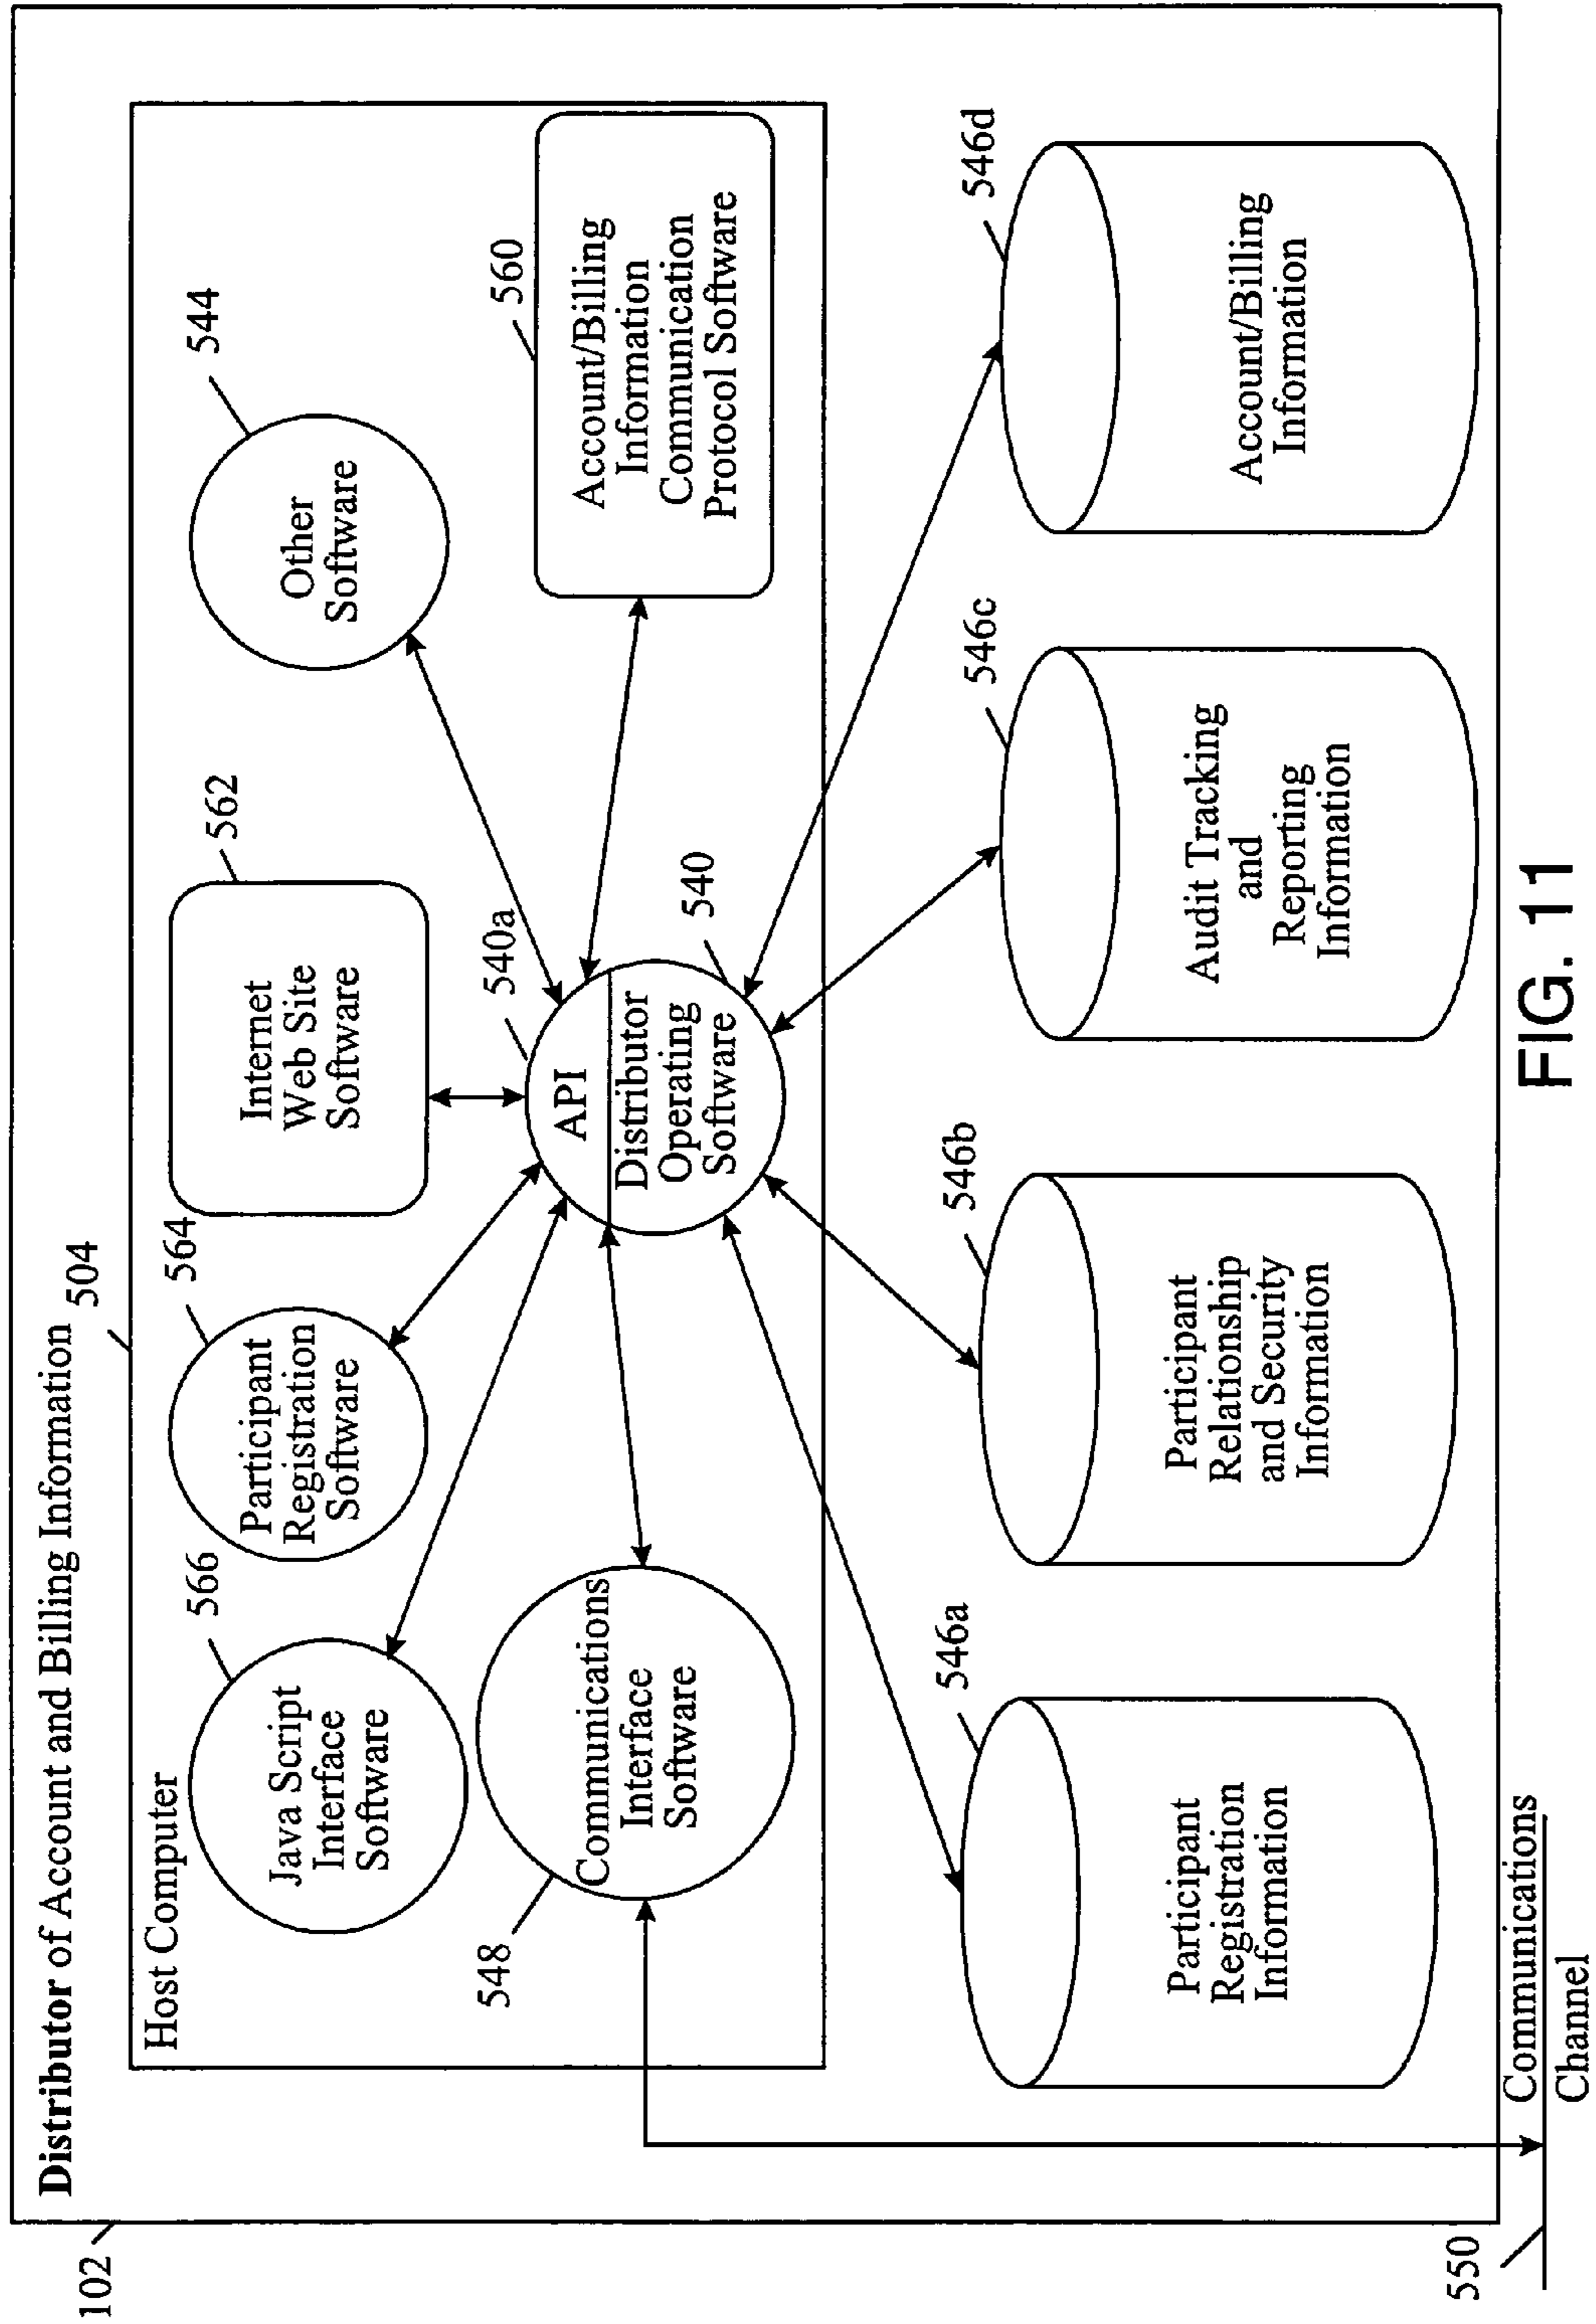 102
Distributor of Account and Billing Information
504
Host Computer
566
Java Script
Interface
Software
564
Participant
Registration
Software
562
Internet
Web Site
Software
544
Other
Software
548
Communications
Interface
Software
540a
API
540
Distributor
Operating
Software
560
Account/Billing
Information
Communication
Protocol Software
546a
Participant
Registration
Information
546b
Participant
Relationship
and Security
Information
546c
Audit Tracking
and
Reporting
Information
546d
Account/Billing
Information
550
Communications
Channel
FIG. 11